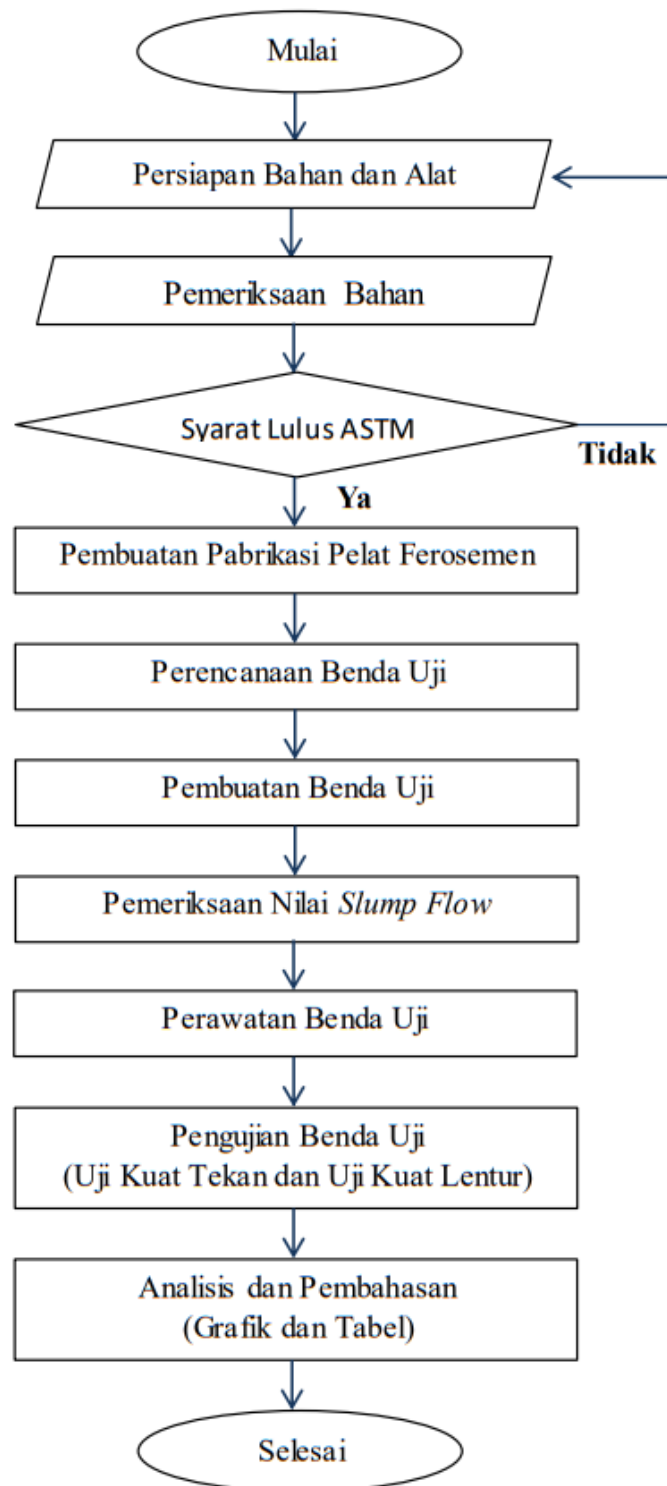 Mulai
Persiapan Bahan dan Alat
Pemeriksaan Bahan
Syarat Lulus ASTM
Tidak
Ya
Pembuatan Pabrikasi Pelat Ferosemen
Perencanaan Benda Uji
Pembuatan Benda Uji
Pemeriksaan Nilai Slump Flow
Perawatan Benda Uji
Pengujian Benda Uji
(Uji Kuat Tekan dan Uji Kuat Lentur)
Analisis dan Pembahasan
(Grafik dan Tabel)
Selesai